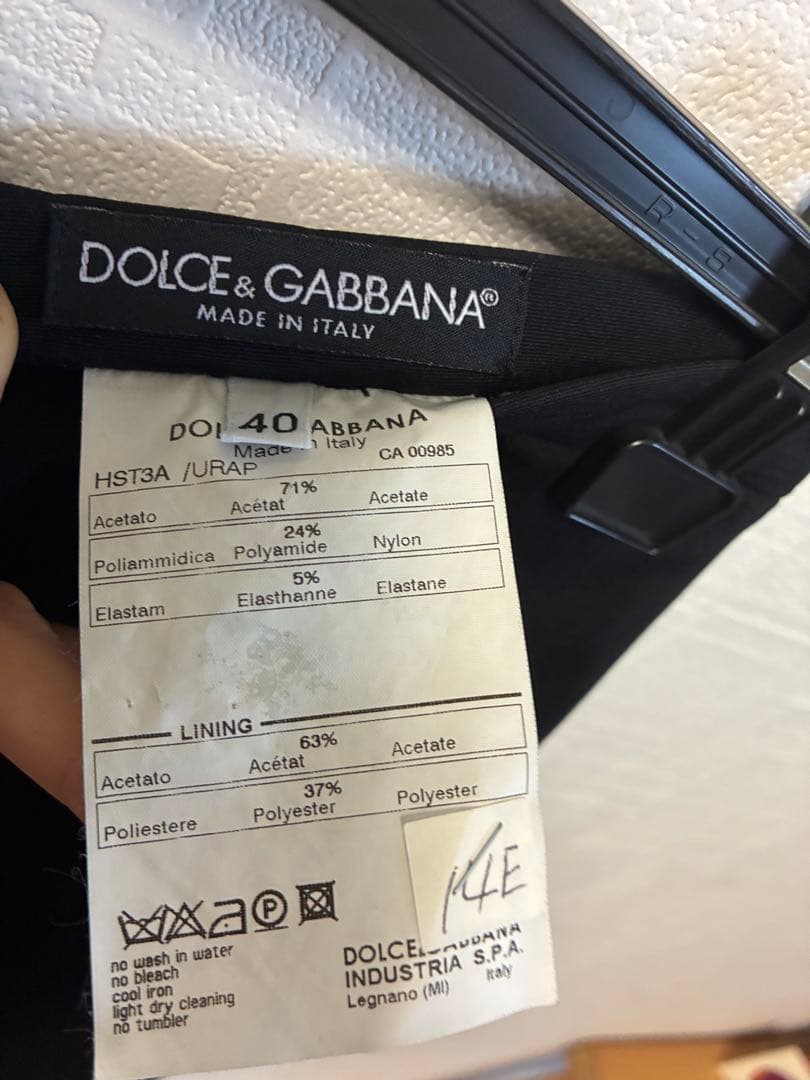 R-8
DOLCE & GABBANA®
MADE IN ITALY
40
ABBANA
Made Italy
CA 00985
HST3A /URAP
71%
Acetato Acétat Acetate
24%
Poliammidica Polyamide Nylon
5%
Elastam Elasthanne Elastane
LINING
63%
Acetato Acétat Acetate
37%
Poliestere Polyester Polyester
14E
P
no wash in water
no bleach
cool iron
light dry cleaning
no tumbler
DOLCE
INDUSTRIA S.P.A.
Legnano (MI) Italy